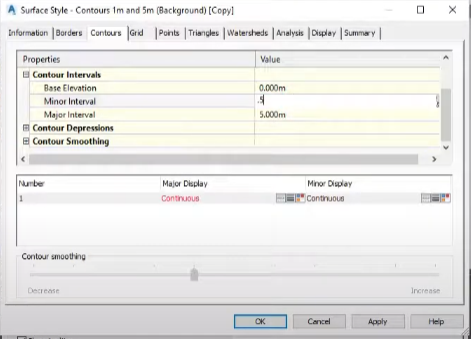 Surface Style - Contours 1m and 5m (Background) [Copy]
Information Borders Contours Grid Points Triangles Watersheds Analysis Display Summary
Properties Value
Contour Intervals
Base Elevation 0.000m
Minor Interval .5
Major Interval 5.000m
Contour Depressions
Contour Smoothing
Number Major Display Minor Display
1 Continuous Continuous
Contour smoothing
Decrease Increase
OK Cancel Apply Help